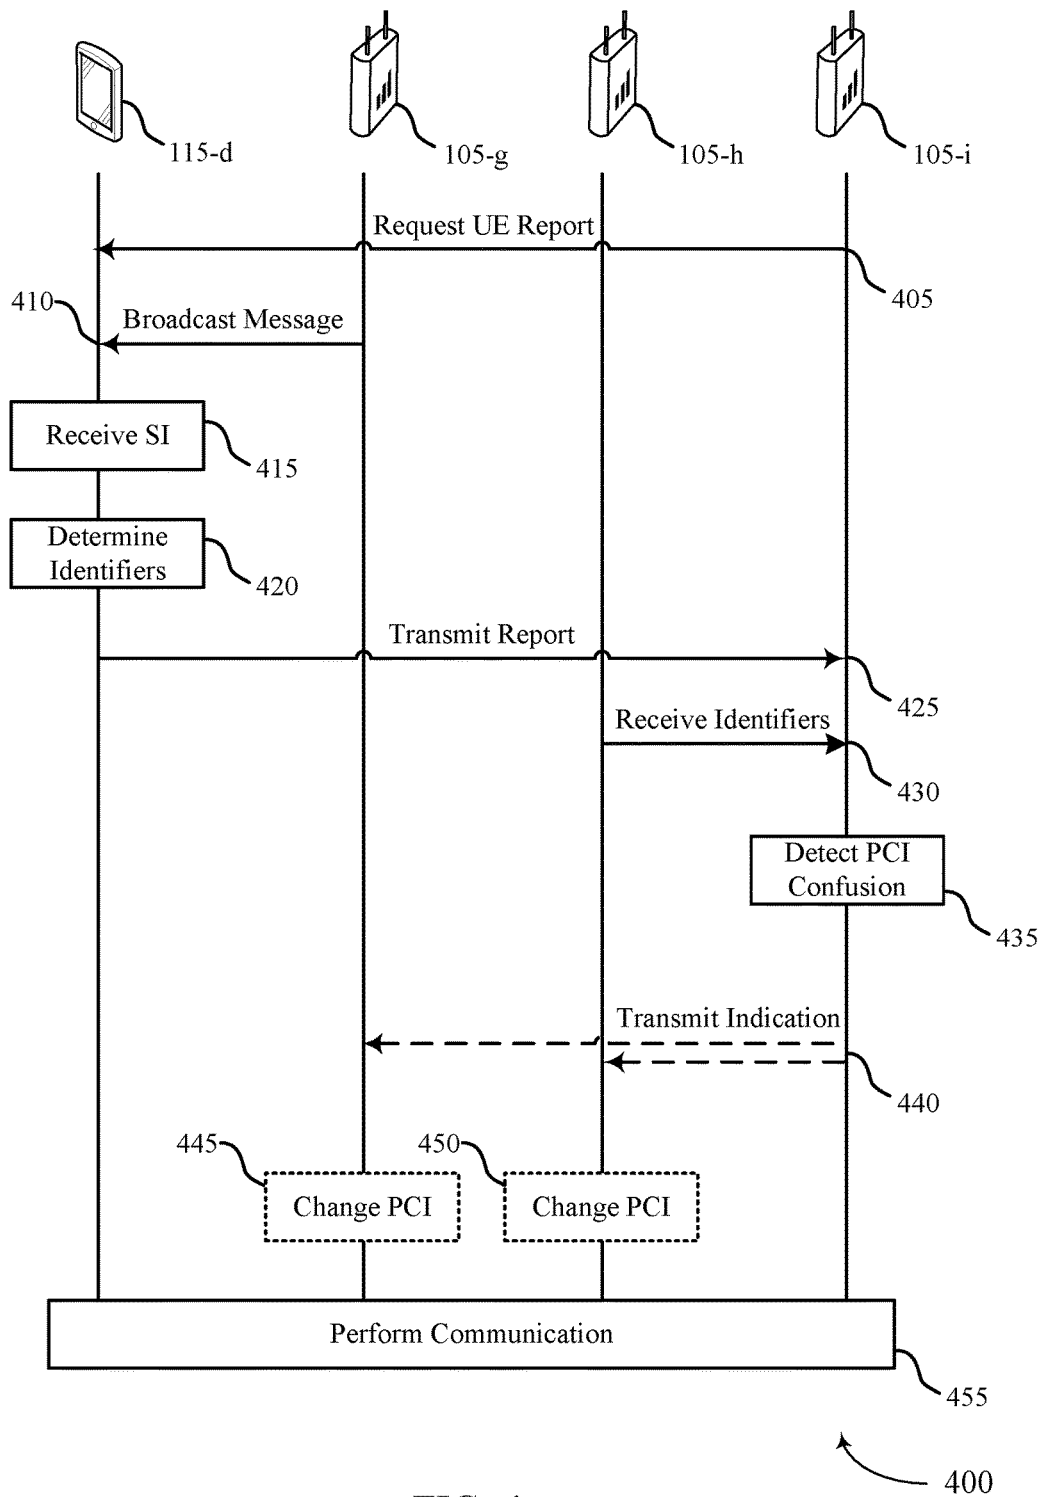 115-d
105-g
105-h
105-i
Request UE Report
405
410
Broadcast Message
Receive SI
415
Determine
Identifiers
420
Transmit Report
425
Receive Identifiers
430
Detect PCI
Confusion
435
Transmit Indication
440
445
450
Change PCI
Change PCI
Perform Communication
455
400